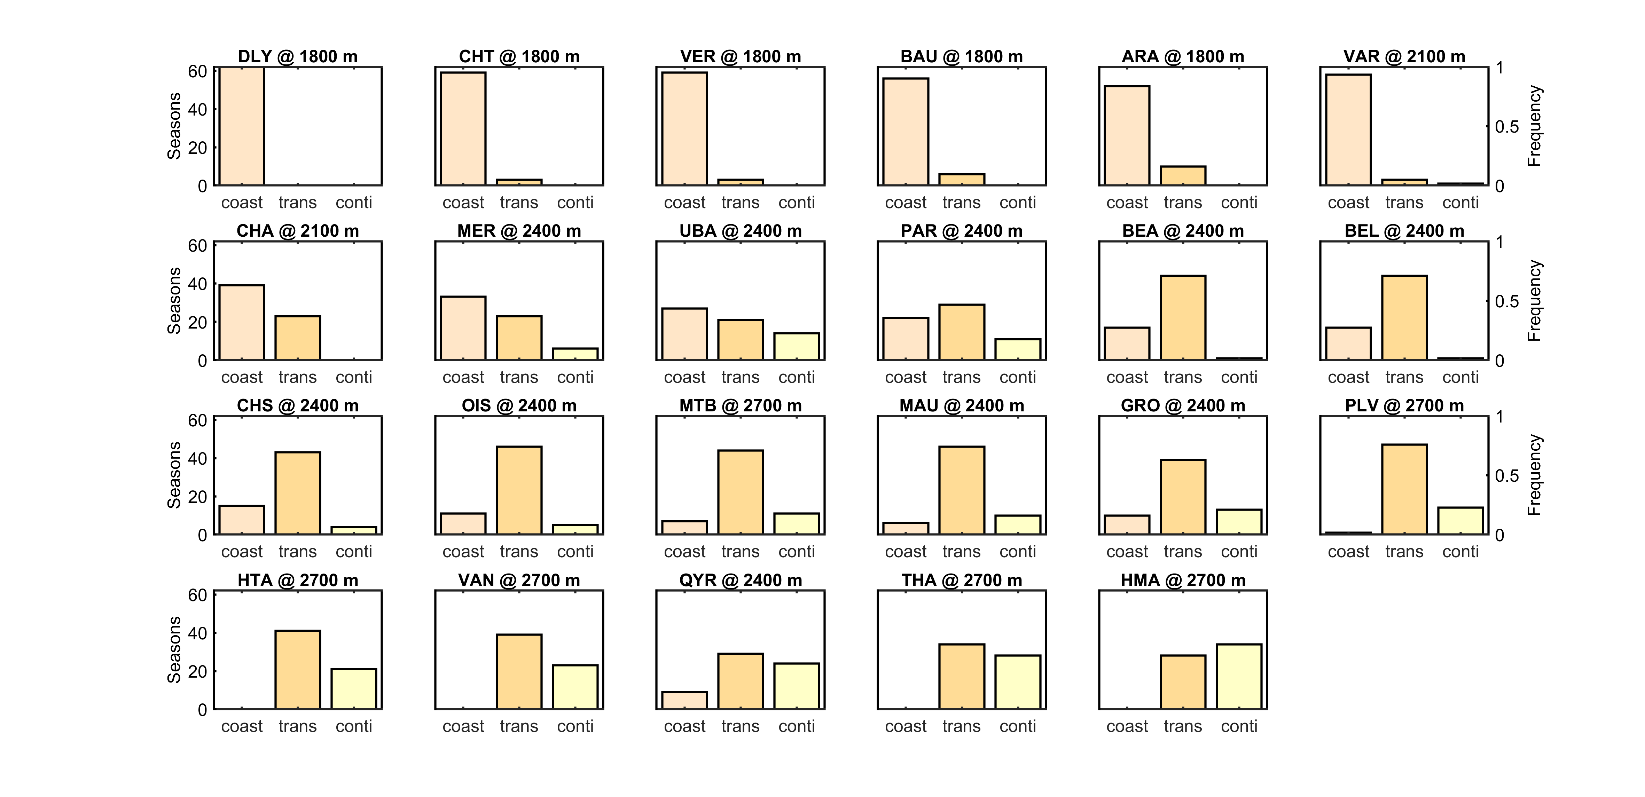 DLY @ 1800 m CHT @ 1800 m VER @ 1800 m BAU @ 1800 m ARA @ 1800 m VAR @ 2100 m
60 1
40
Seasons 0.5 Frequency
20
0 0
coast trans conti coast trans conti coast trans conti coast trans conti coast trans conti coast trans conti
CHA @ 2100 m MER @ 2400 m UBA @ 2400 m PAR @ 2400 m BEA @ 2400 m BEL @ 2400 m
60 1
40
Seasons 0.5 Frequency
20
0 0
coast trans conti coast trans conti coast trans conti coast trans conti coast trans conti coast trans conti
CHS @ 2400 m OIS @ 2400 m MTB @ 2700 m MAU @ 2400 m GRO @ 2400 m PLV @ 2700 m
60 1
40
Seasons 0.5 Frequency
20
0 0
coast trans conti coast trans conti coast trans conti coast trans conti coast trans conti coast trans conti
HTA @ 2700 m VAN @ 2700 m QYR @ 2400 m THA @ 2700 m HMA @ 2700 m
60
40
Seasons
20
0
coast trans conti coast trans conti coast trans conti coast trans conti coast trans conti